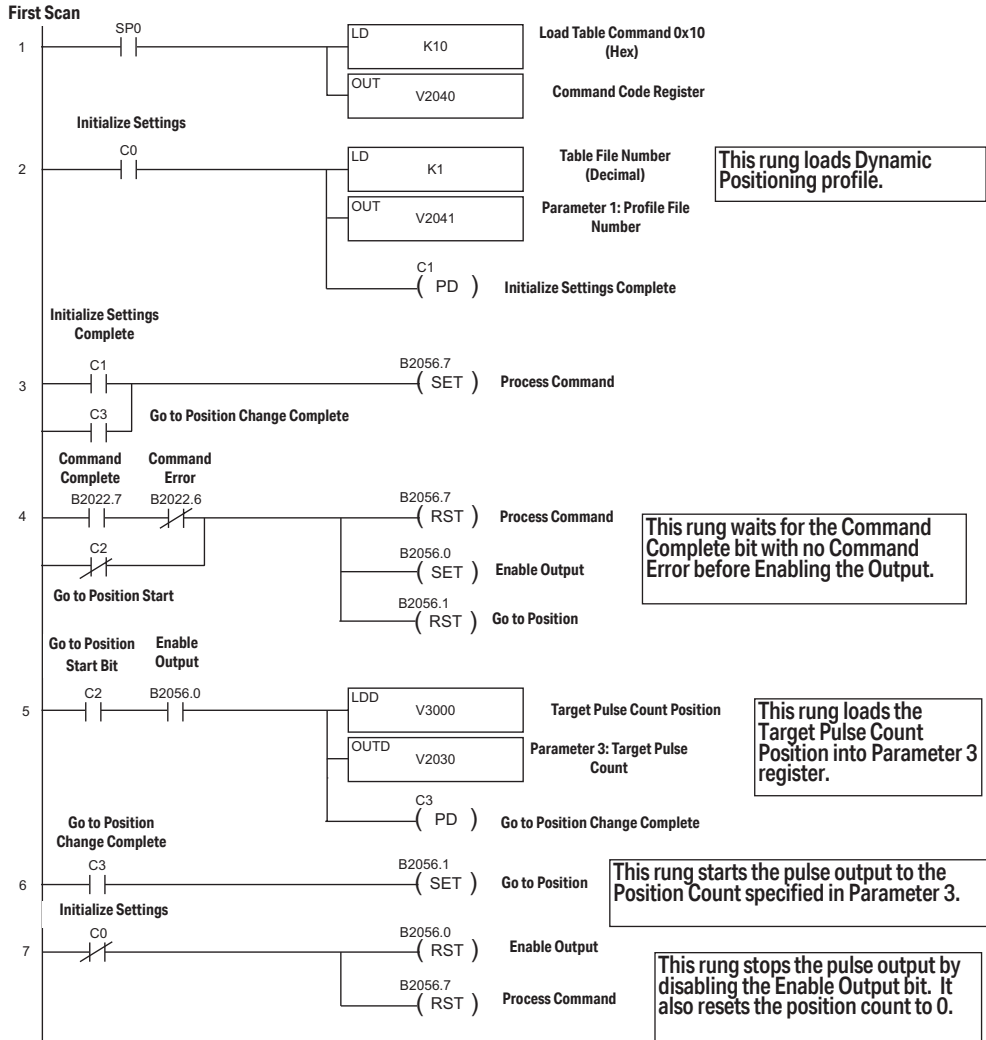 First Scan
SP0
1
LD
K10
Load Table Command 0x10
(Hex)
OUT
V2040
Command Code Register
Initialize Settings
C0
2
LD
K1
Table File Number
(Decimal)
This rung loads Dynamic
Positioning profile.
OUT
V2041
Parameter 1: Profile File
Number
C1
( PD )
Initialize Settings Complete
Initialize Settings
Complete
C1
3
B2056.7
( SET )
Process Command
C3
Go to Position Change Complete
Command
Complete
Command
Error
B2022.7
B2022.6
4
B2056.7
( RST )
Process Command
This rung waits for the Command
Complete bit with no Command
Error before Enabling the Output.
C2
Go to Position Start
B2056.0
( SET )
Enable Output
B2056.1
( RST )
Go to Position
Go to Position
Start Bit
Enable
Output
C2
B2056.0
5
LDD
V3000
Target Pulse Count Position
This rung loads the
Target Pulse Count
Position into Parameter 3
register.
OUTD
V2030
Parameter 3: Target Pulse
Count
C3
( PD )
Go to Position Change Complete
Go to Position
Change Complete
C3
6
B2056.1
( SET )
Go to Position
This rung starts the pulse output to the
Position Count specified in Parameter 3.
Initialize Settings
C0
7
B2056.0
( RST )
Enable Output
This rung stops the pulse output by
disabling the Enable Output bit. It
also resets the position count to 0.
B2056.7
( RST )
Process Command